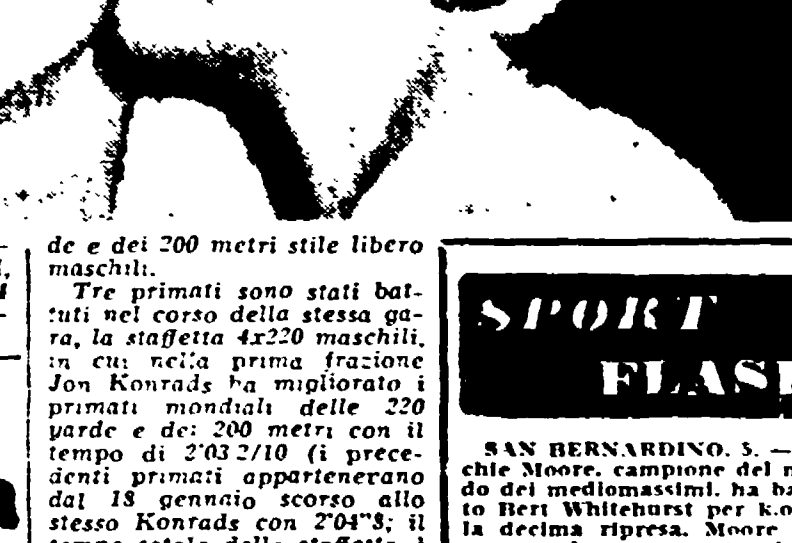 de e dei 200 metri stile libero
maschili.
Tre primati sono stati bat-
tuti nel corso della stessa ga-
ra, la staffetta 4x220 maschili,
in cui nella prima frazione
Jon Konrads ha migliorato i
primati mondiali delle 220
yarde e dei 200 metri con il
tempo di 2'03 2/10 (i prece-
denti primati appartenerano
dal 18 gennaio scorso allo
stesso Konrads con 2'04"8; il
SPORT
SAN BERNARDINO, 5. —
chie Moore, campione del
do dei mediomassimi, ha
to Bert Whitehurst per k.o
la decima ripresa. Moore